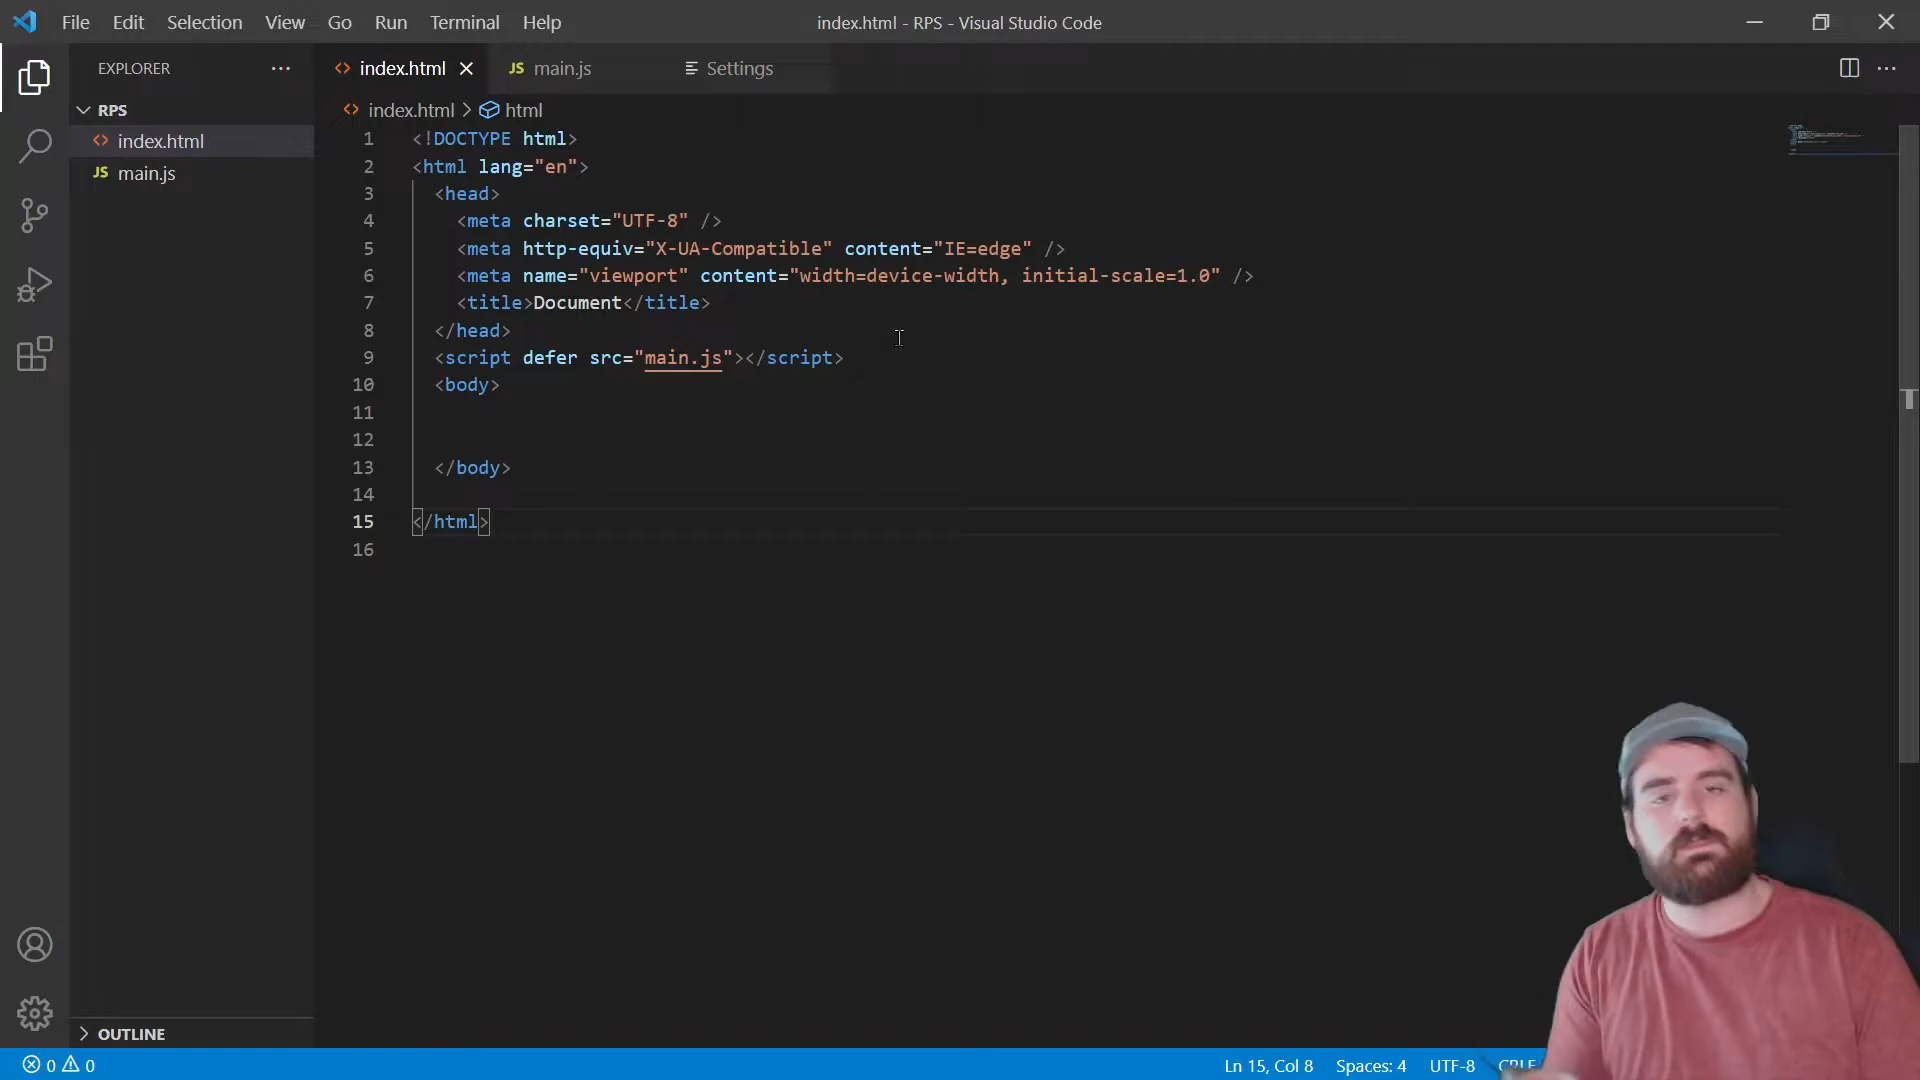 File Edit Selection View Go Run Terminal Help
index.html - RPS - Visual Studio Code
EXPLORER
RPS
index.html
JS main.js
OUTLINE
index.html
JS main.js
Settings
index.html > html
1 <!DOCTYPE html>
2 <html lang="en">
3 <head>
4 <meta charset="UTF-8" />
5 <meta http-equiv="X-UA-Compatible" content="IE=edge" />
6 <meta name="viewport" content="width=device-width, initial-scale=1.0" />
7 <title>Document</title>
8 </head>
9 <script defer src="main.js"></script>
10 <body>
11
12
13 </body>
14
15 </html>
16
0 0
Ln 15, Col 8 Spaces: 4 UTF-8 CRLF